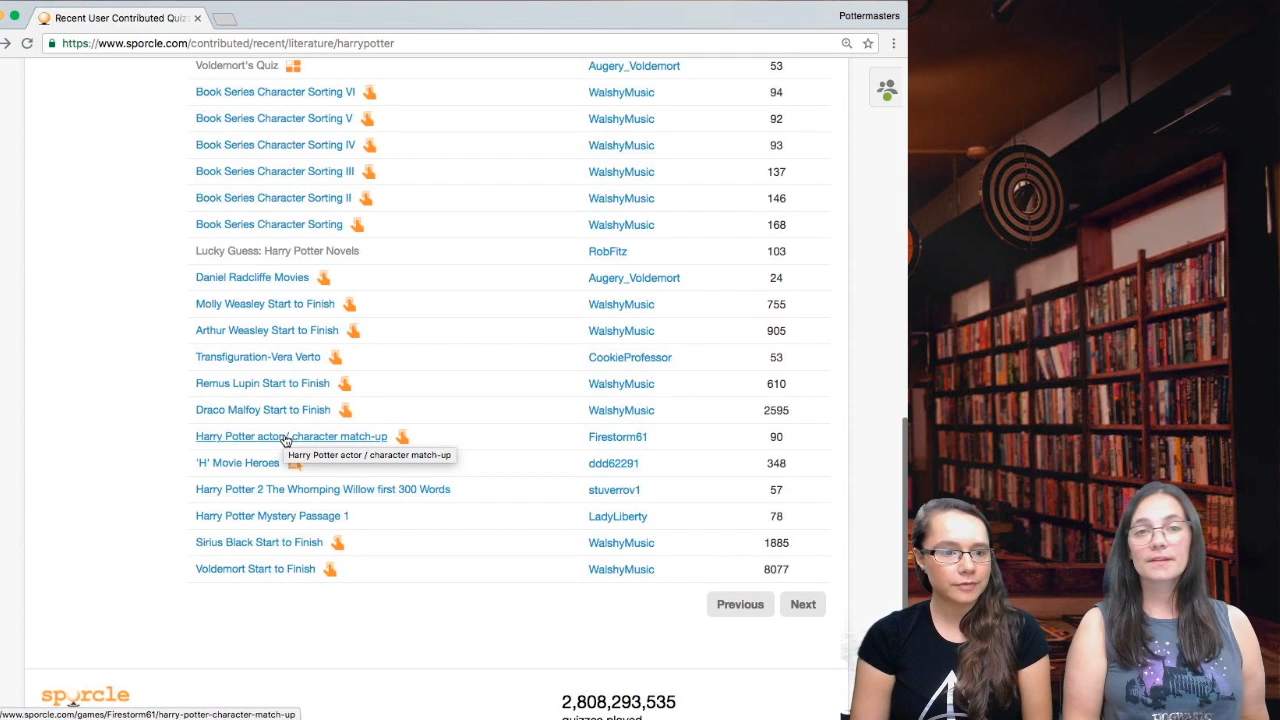 Recent User Contributed Quiz
Pottermasters
https://www.sporcle.com/contributed/recent/literature/harrypotter
Voldemort's Quiz Augery_Voldemort 53
Book Series Character Sorting VI WalshyMusic 94
Book Series Character Sorting V WalshyMusic 92
Book Series Character Sorting IV WalshyMusic 93
Book Series Character Sorting III WalshyMusic 137
Book Series Character Sorting II WalshyMusic 146
Book Series Character Sorting WalshyMusic 168
Lucky Guess: Harry Potter Novels RobFitz 103
Daniel Radcliffe Movies Augery_Voldemort 24
Molly Weasley Start to Finish WalshyMusic 755
Arthur Weasley Start to Finish WalshyMusic 905
Transfiguration-Vera Verto CookieProfessor 53
Remus Lupin Start to Finish WalshyMusic 610
Draco Malfoy Start to Finish WalshyMusic 2595
Harry Potter actor / character match-up Firestorm61 90
Harry Potter actor / character match-up
'H' Movie Heroes ddd62291 348
Harry Potter 2 The Whomping Willow first 300 Words stuverrov1 57
Harry Potter Mystery Passage 1 LadyLiberty 78
Sirius Black Start to Finish WalshyMusic 1885
Voldemort Start to Finish WalshyMusic 8077
Previous Next
sporcle
2,808,293,535
quizzes played
/www.sporcle.com/games/Firestorm61/harry-potter-character-match-up